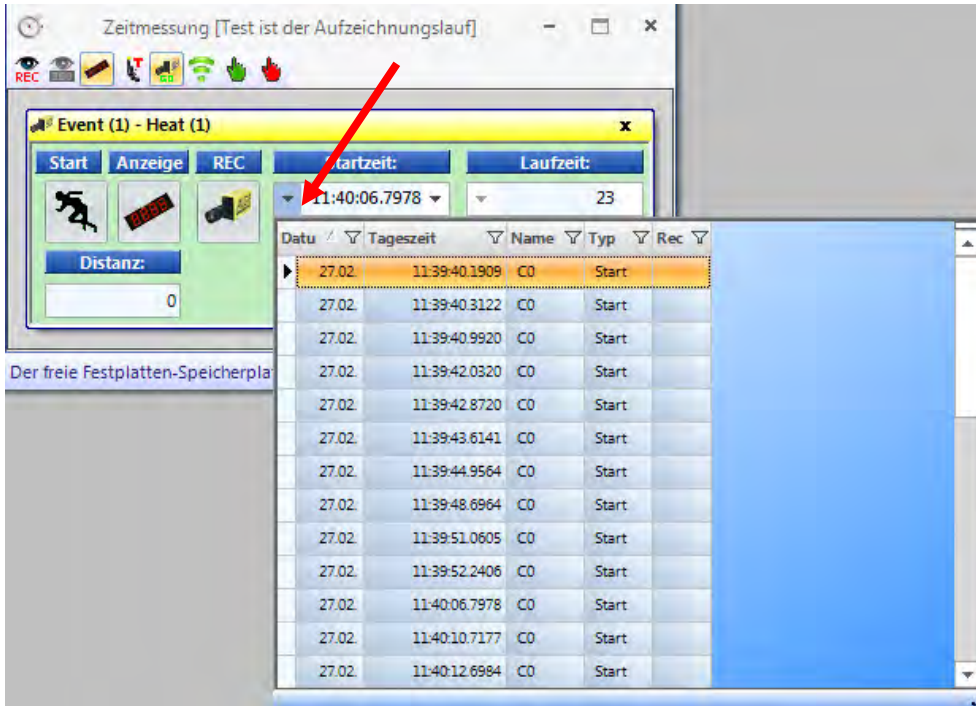 Zeitmessung [Test ist der Aufzeichnungslauf]
REC
Event (1) - Heat (1)
Start Anzeige REC Startzeit: Laufzeit:
11:40:06.7978 23
Distanz:
0
Datu Tageszeit Name Typ Rec
27.02. 11:39:40.1909 C0 Start
27.02. 11:39:40.3122 C0 Start
27.02. 11:39:40.9920 C0 Start
27.02. 11:39:42.0320 C0 Start
27.02. 11:39:42.8720 C0 Start
27.02. 11:39:43.6141 C0 Start
27.02. 11:39:44.9564 C0 Start
27.02. 11:39:48.6964 C0 Start
27.02. 11:39:51.0605 C0 Start
27.02. 11:39:52.2406 C0 Start
27.02. 11:40:06.7978 C0 Start
27.02. 11:40:10.7177 C0 Start
27.02. 11:40:12.6984 C0 Start
Der freie Festplatten-Speicherpla